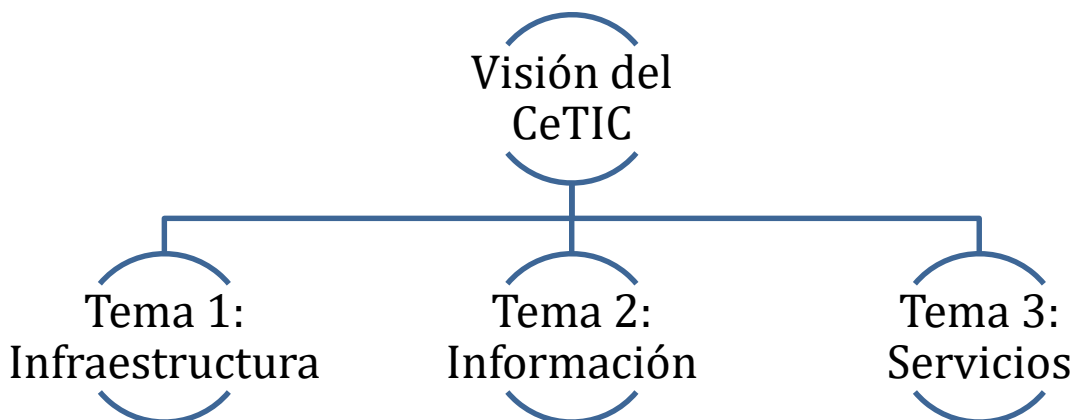 Visión del
CeTIC
Tema 1:
Infraestructura
Tema 2:
Información
Tema 3:
Servicios